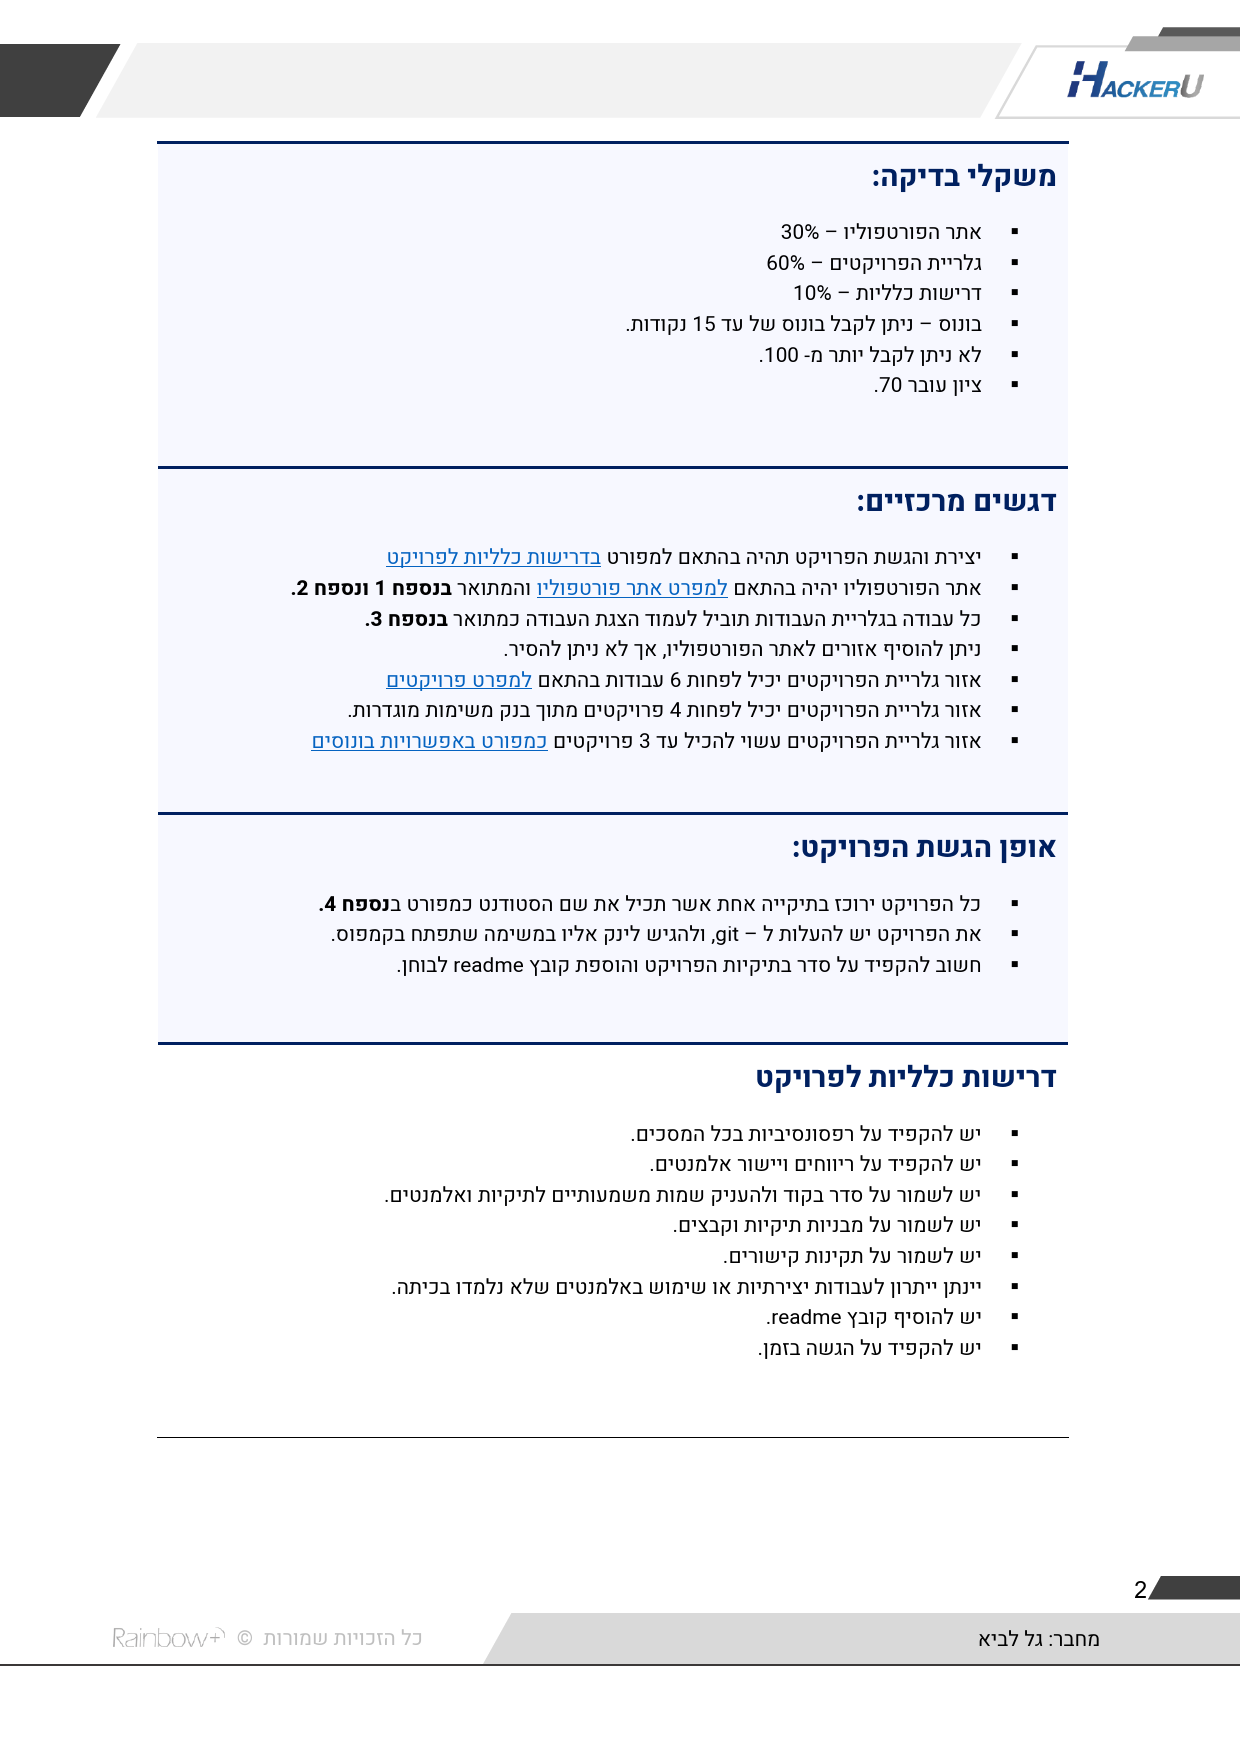 HACKERU
משקלי בדיקה:
▪ אתר הפורטפוליו – 30%
▪ גלריית הפרויקטים – 60%
▪ דרישות כלליות – 10%
▪ בונוס – ניתן לקבל בונוס של עד 15 נקודות.
▪ לא ניתן לקבל יותר מ- 100.
▪ ציון עובר 70.
דגשים מרכזיים:
▪ יצירת והגשת הפרויקט תהיה בהתאם למפורט בדרישות כלליות לפרויקט
▪ אתר הפורטפוליו יהיה בהתאם למפרט אתר פורטפוליו והמתואר בנספח 1 ונספח 2.
▪ כל עבודה בגלריית העבודות תוביל לעמוד הצגת העבודה כמתואר בנספח 3.
▪ ניתן להוסיף אזורים לאתר הפורטפוליו, אך לא ניתן להסיר.
▪ אזור גלריית הפרויקטים יכיל לפחות 6 עבודות בהתאם למפרט פרויקטים
▪ אזור גלריית הפרויקטים יכיל לפחות 4 פרויקטים מתוך בנק משימות מוגדרות.
▪ אזור גלריית הפרויקטים עשוי להכיל עד 3 פרויקטים כמפורט באפשרויות בונוסים
אופן הגשת הפרויקט:
▪ כל הפרויקט ירוכז בתיקייה אחת אשר תכיל את שם הסטודנט כמפורט בנספח 4.
▪ את הפרויקט יש להעלות ל – git, ולהגיש לינק אליו במשימה שתפתח בקמפוס.
▪ חשוב להקפיד על סדר בתיקיות הפרויקט והוספת קובץ readme לבוחן.
דרישות כלליות לפרויקט
▪ יש להקפיד על רפסונסיביות בכל המסכים.
▪ יש להקפיד על ריווחים ויישור אלמנטים.
▪ יש לשמור על סדר בקוד ולהעניק שמות משמעותיים לתיקיות ואלמנטים.
▪ יש לשמור על מבניות תיקיות וקבצים.
▪ יש לשמור על תקינות קישורים.
▪ יינתן ייתרון לעבודות יצירתיות או שימוש באלמנטים שלא נלמדו בכיתה.
▪ יש להוסיף קובץ readme.
▪ יש להקפיד על הגשה בזמן.
2
מחבר: גל לביא
כל הזכויות שמורות © Rainbow+